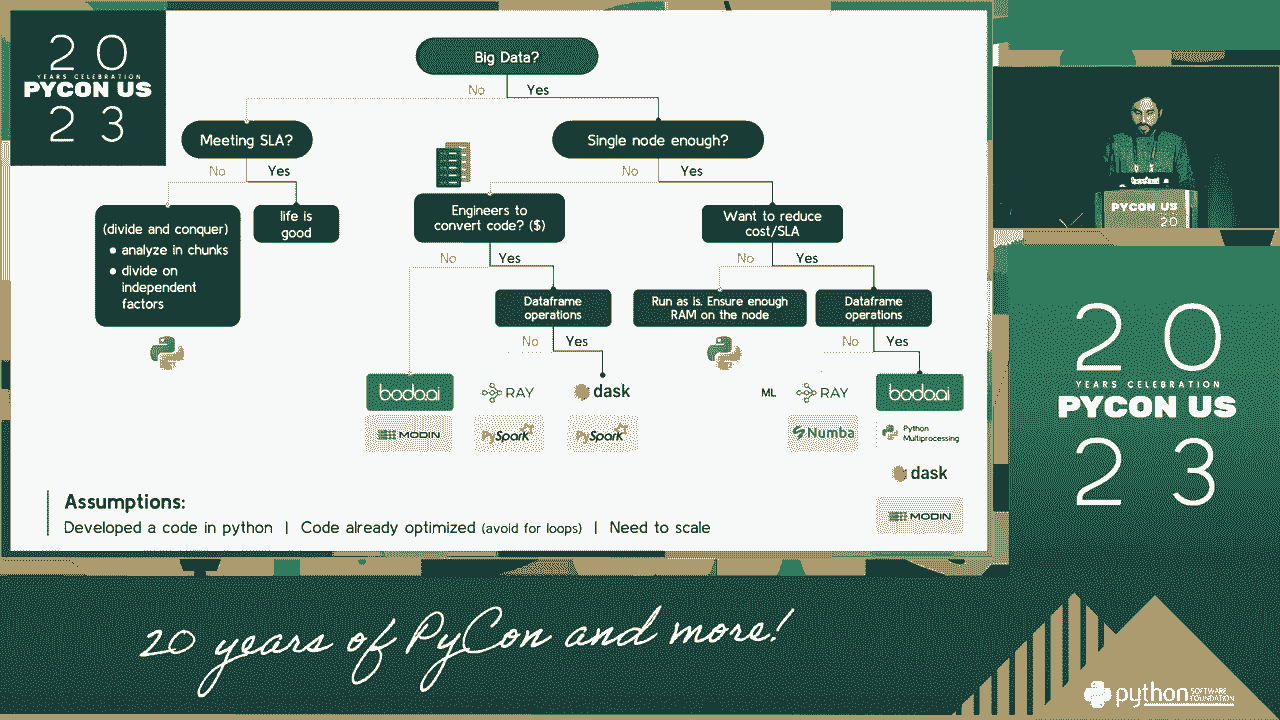 20
YEARS CELEBRATION
PYCON US
23
Big Data?
No
Yes
Meeting SLA?
Single node enough?
No
Yes
No
Yes
(divide and conquer)
• analyze in chunks
• divide on
independent
factors
life is
good
Engineers to
convert code? ($)
Want to reduce
cost/SLA
No
Yes
No
Yes
Dataframe
operations
Run as is. Ensure enough
RAM on the node
Dataframe
operations
No
Yes
No
Yes
bodo.ai
RAY
dask
ML
RAY
bodo.ai
MODIN
PySpark
PySpark
Numba
Python
Multiprocessing
dask
MODIN
Assumptions:
Developed a code in python | Code already optimized (avoid for loops) | Need to scale
PYCON US
20
20
YEARS CELEBRATION
PYCON US
23
20 years of PyCon and more!
python SOFTWARE
FOUNDATION